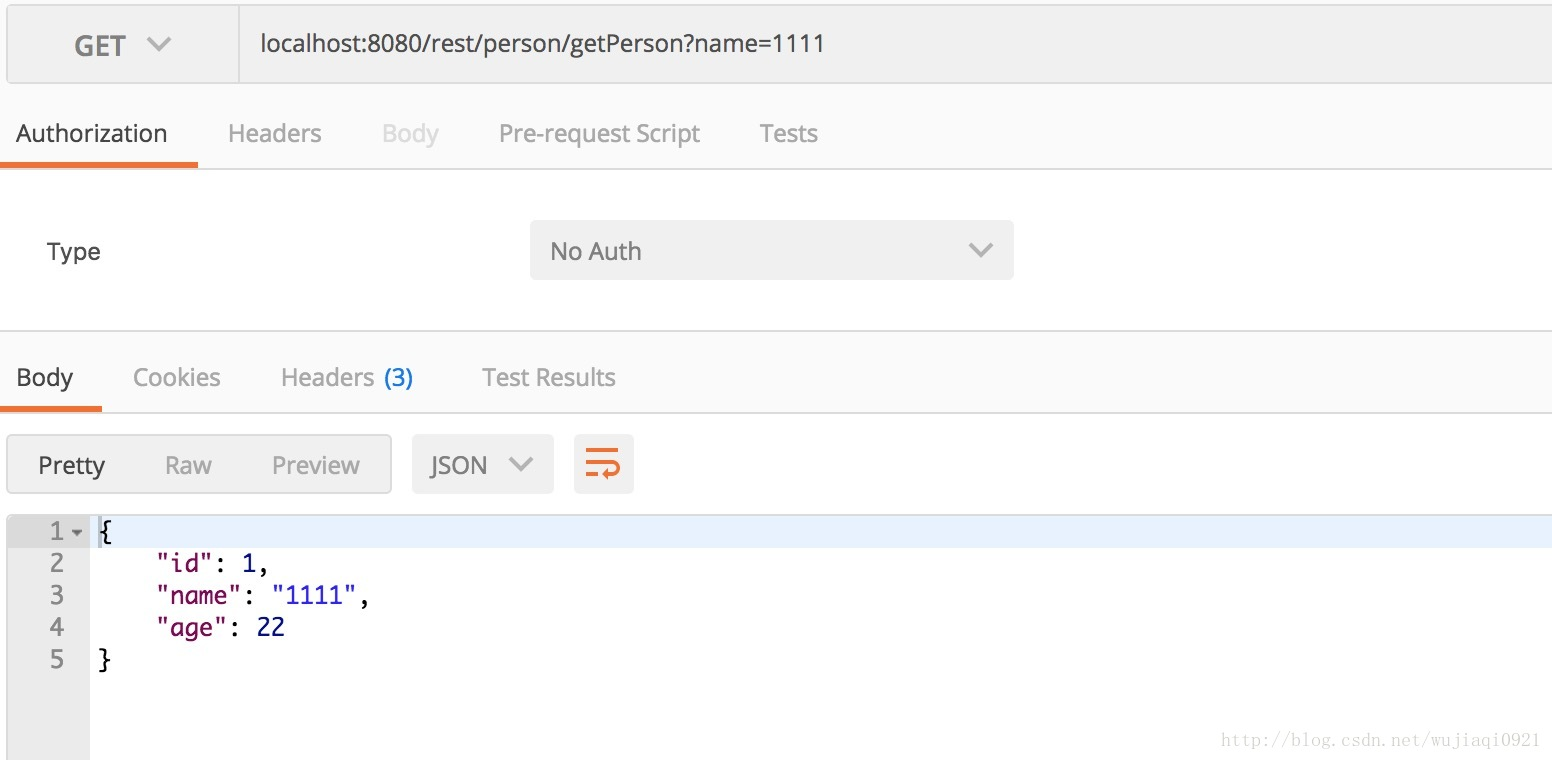 GET localhost:8080/rest/person/getPerson?name=1111
Authorization Headers Body Pre-request Script Tests
Type No Auth
Body Cookies Headers (3) Test Results
Pretty Raw Preview JSON
1 {
2 "id": 1,
3 "name": "1111",
4 "age": 22
5 }
http://blog.csdn.net/wujiaqi0921